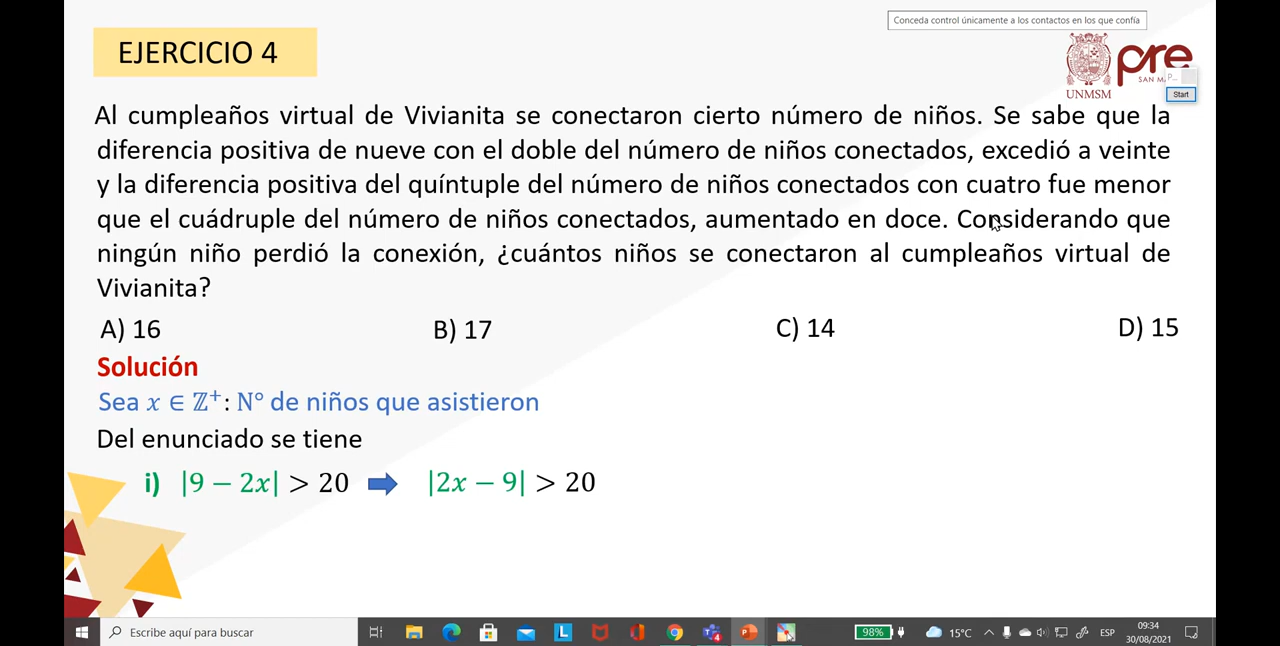 Conceda control únicamente a los contactos en los que confía
EJERCICIO 4
pre
SAN M
P...
UNMSM
Start
Al cumpleaños virtual de Vivianita se conectaron cierto número de niños. Se sabe que la
diferencia positiva de nueve con el doble del número de niños conectados, excedió a veinte
y la diferencia positiva del quíntuple del número de niños conectados con cuatro fue menor
que el cuádruple del número de niños conectados, aumentado en doce. Considerando que
ningún niño perdió la conexión, ¿cuántos niños se conectaron al cumpleaños virtual de
Vivianita?
A) 16 B) 17 C) 14 D) 15
Solución
Sea x ∈ ℤ⁺: N° de niños que asistieron
Del enunciado se tiene
i) |9 − 2x| > 20 ➡ |2x − 9| > 20
Escribe aquí para buscar
98%
15°C
ESP
09:34
30/08/2021